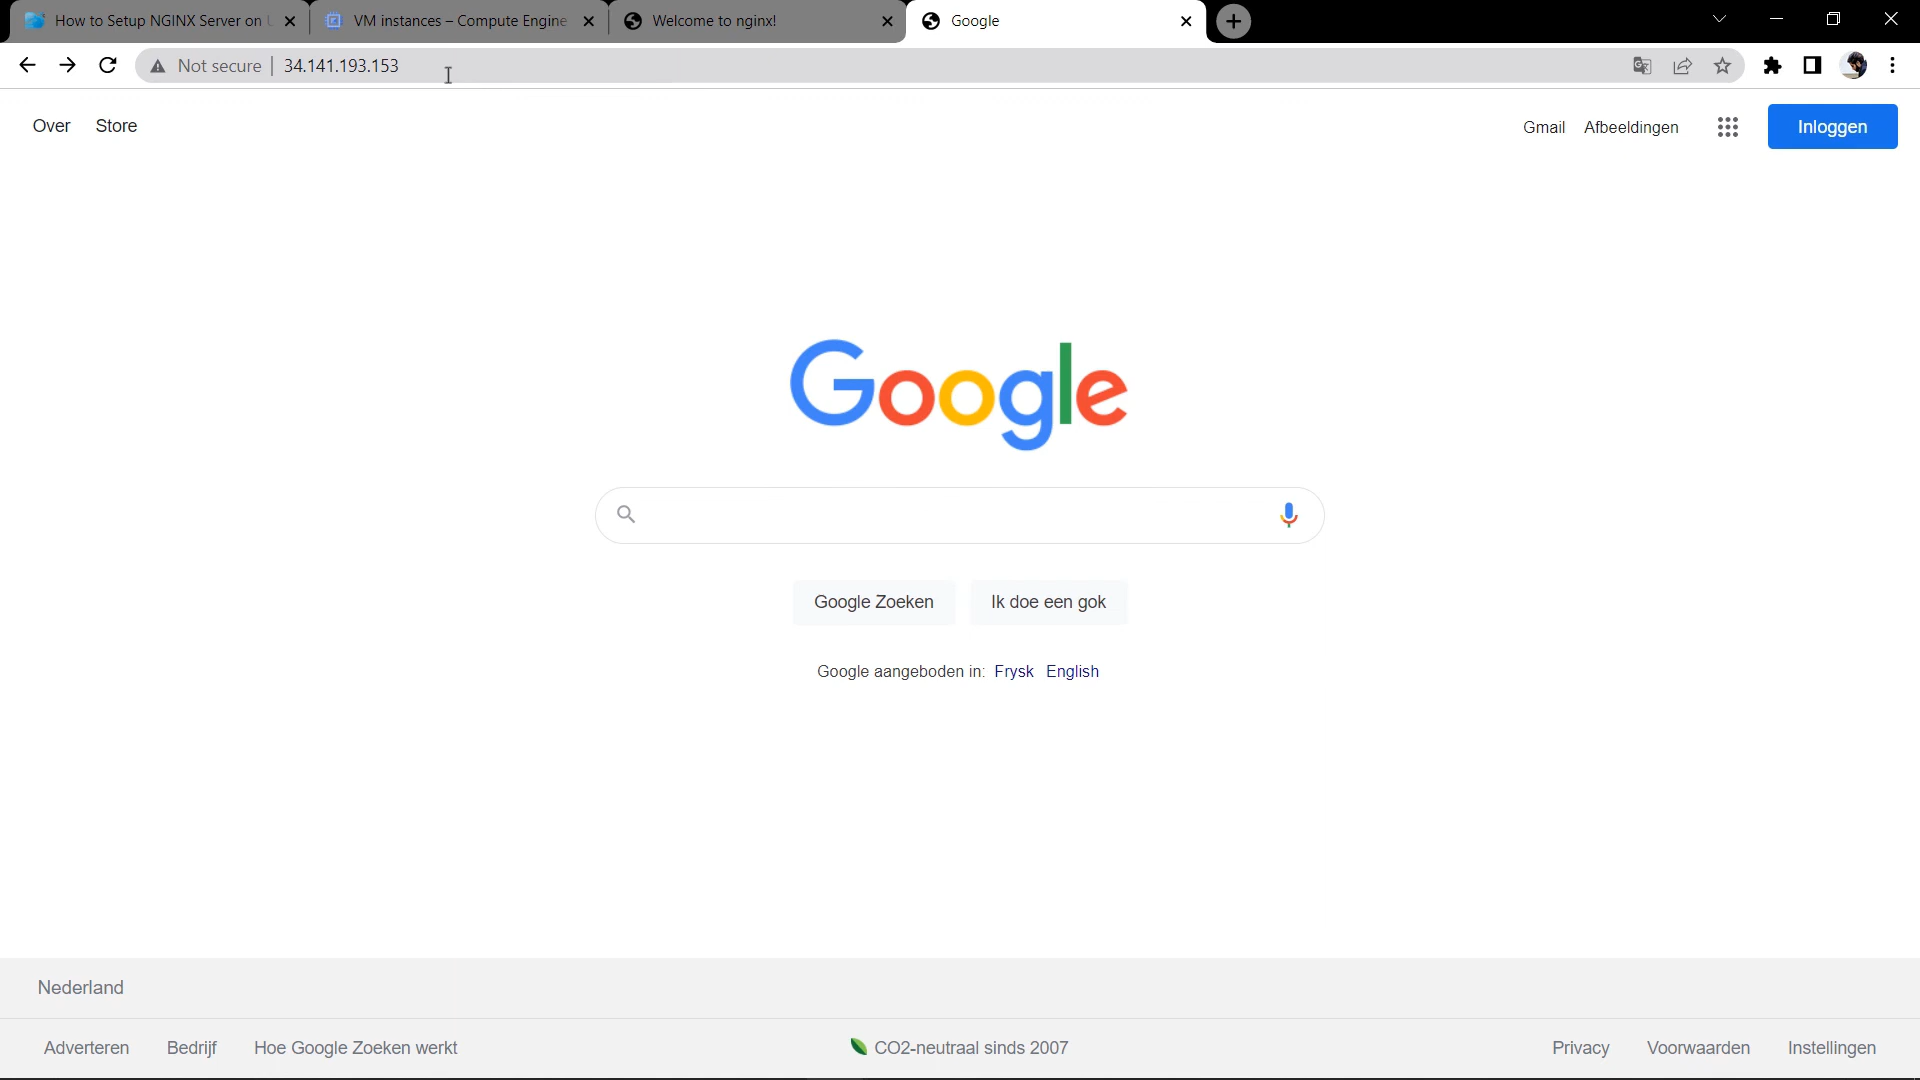 How to Setup NGINX Server on
VM instances – Compute Engine
Welcome to nginx!
Google
Not secure
34.141.193.153
Over
Store
Gmail
Afbeeldingen
Inloggen
Google
Google Zoeken
Ik doe een gok
Google aangeboden in: Frysk English
Nederland
Adverteren
Bedrijf
Hoe Google Zoeken werkt
CO2-neutraal sinds 2007
Privacy
Voorwaarden
Instellingen